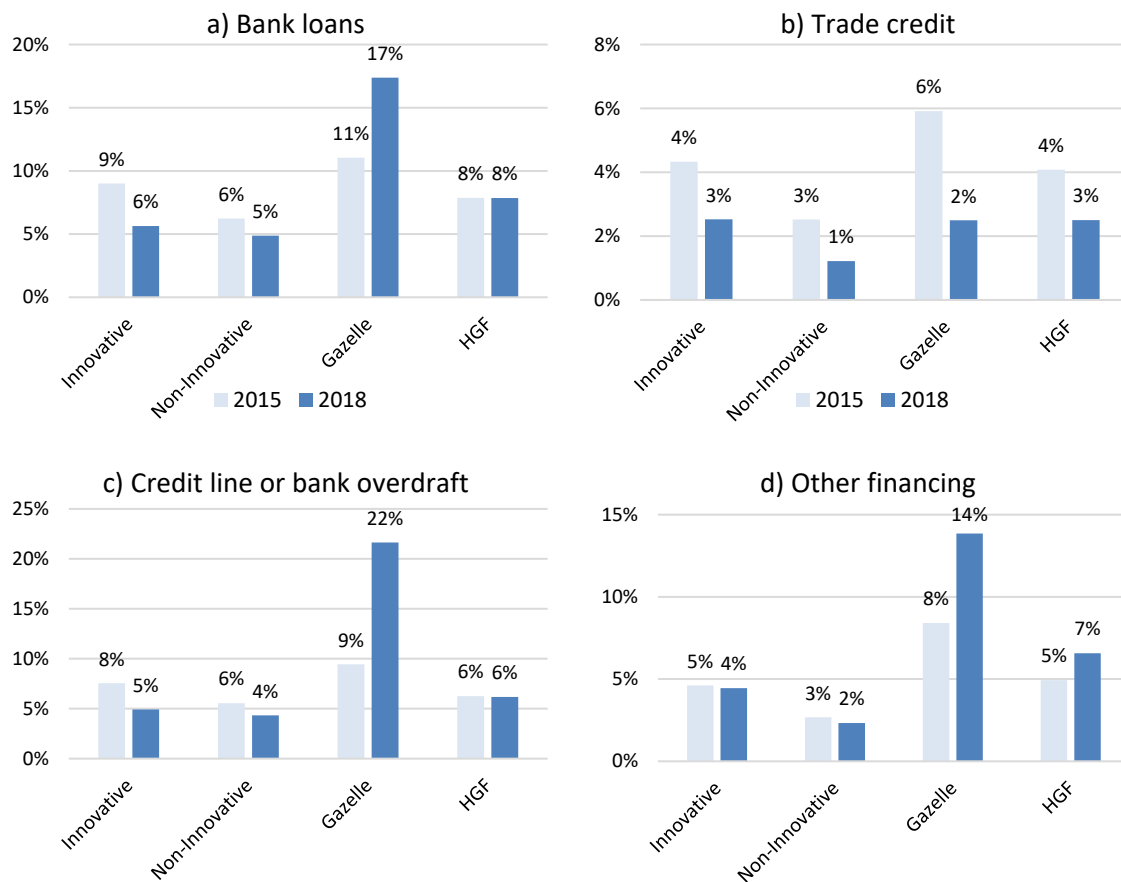 a) Bank loans
20%
15%
10%
5%
0%
9%
6%
6%
5%
11%
17%
8%
8%
Innovative
Non-Innovative
Gazelle
HGF
2015
2018
b) Trade credit
8%
6%
4%
2%
0%
4%
3%
3%
1%
6%
2%
4%
3%
Innovative
Non-Innovative
Gazelle
HGF
2015
2018
c) Credit line or bank overdraft
25%
20%
15%
10%
5%
0%
8%
5%
6%
4%
9%
22%
6%
6%
Innovative
Non-Innovative
Gazelle
HGF
d) Other financing
15%
10%
5%
0%
5%
4%
3%
2%
8%
14%
5%
7%
Innovative
Non-Innovative
Gazelle
HGF